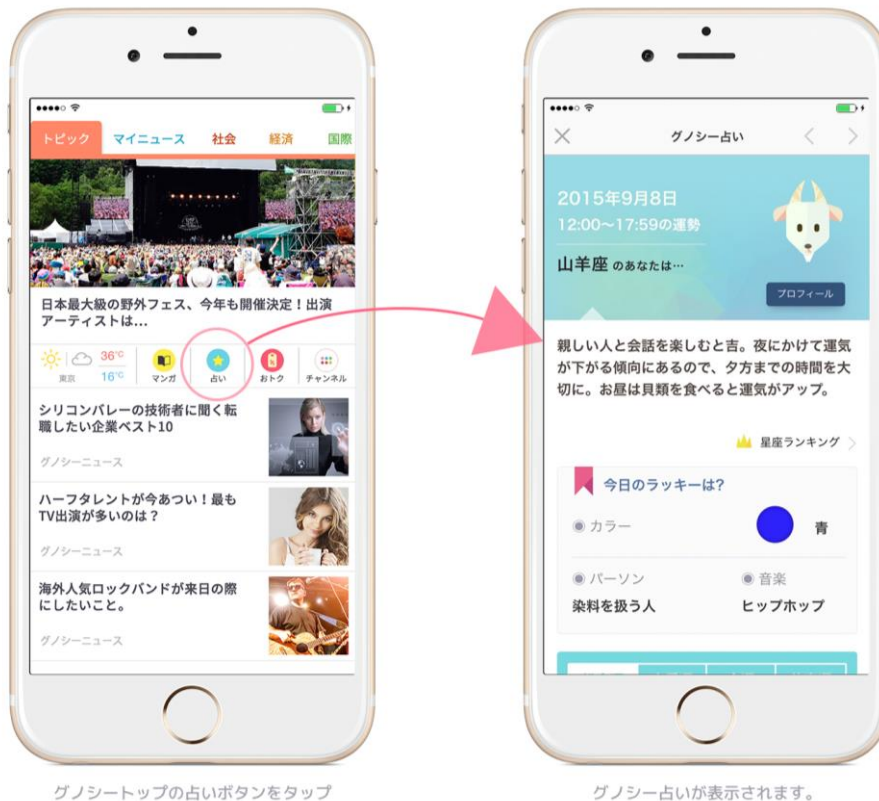 トピック マイニュース 社会 経済 国際
日本最大級の野外フェス、今年も開催決定！出演
アーティストは...
36℃
16℃
東京 マンガ 占い おトク チャンネル
シリコンバレーの技術者に聞く転
職したい企業ベスト10
グノシーニュース
ハーフタレントが今あつい！最も
TV出演が多いのは？
グノシーニュース
海外人気ロックバンドが来日の際
にしたいこと。
グノシーニュース
グノシートップの占いボタンをタップ
グノシー占い
2015年9月8日
12:00〜17:59の運勢
山羊座 のあなたは…
プロフィール
親しい人と会話を楽しむと吉。夜にかけて運気
が下がる傾向にあるので、夕方までの時間を大
切に。お昼は貝類を食べると運気がアップ。
星座ランキング
今日のラッキーは?
カラー 青
パーソン 音楽
染料を扱う人 ヒップホップ
グノシー占いが表示されます。